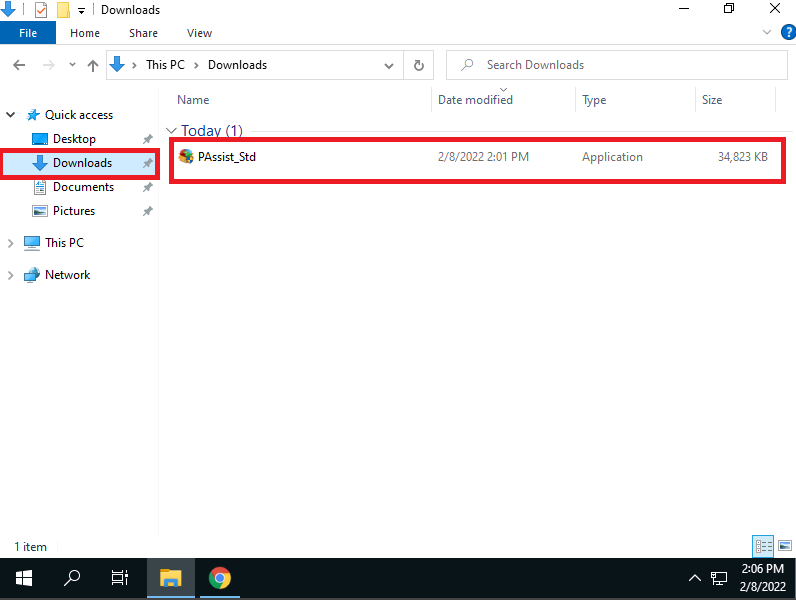 Downloads
File Home Share View
This PC Downloads
Search Downloads
Name Date modified Type Size
Quick access
Today (1)
Desktop
PAssist_Std 2/8/2022 2:01 PM Application 34,823 KB
Downloads
Documents
Pictures
This PC
Network
1 item
2:06 PM
2/8/2022